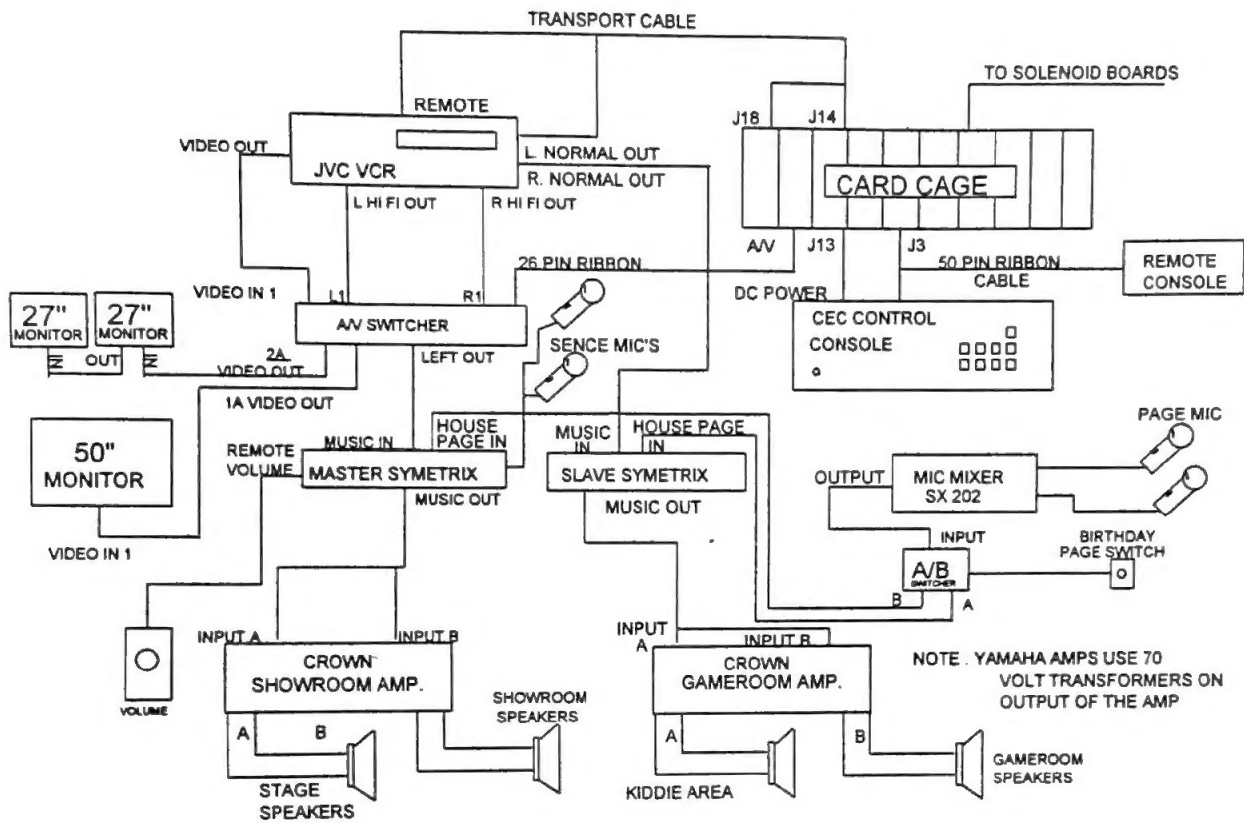 TRANSPORT CABLE
TO SOLENOID BOARDS
REMOTE
J18
J14
VIDEO OUT
JVC VCR
L. NORMAL OUT
R. NORMAL OUT
CARD CAGE
L HI FI OUT
R HI FI OUT
A/V
J13
J3
26 PIN RIBBON
50 PIN RIBBON
CABLE
REMOTE
CONSOLE
VIDEO IN 1
L1
R1
DC POWER
27"
MONITOR
27"
MONITOR
A/V SWITCHER
CEC CONTROL
CONSOLE
IN
OUT
IN
2A
VIDEO OUT
LEFT OUT
SENCE MIC'S
1A VIDEO OUT
PAGE MIC
50"
MONITOR
REMOTE
VOLUME
MUSIC IN
HOUSE
PAGE IN
MUSIC
IN
HOUSE PAGE
IN
MASTER SYMETRIX
SLAVE SYMETRIX
OUTPUT
MIC MIXER
SX 202
MUSIC OUT
MUSIC OUT
VIDEO IN 1
INPUT
BIRTHDAY
PAGE SWITCH
A/B
SWITCHER
B
A
INPUT A
INPUT B
INPUT
A
INPUT B
CROWN
SHOWROOM AMP.
CROWN
GAMEROOM AMP.
NOTE . YAMAHA AMPS USE 70
VOLT TRANSFORMERS ON
OUTPUT OF THE AMP
VOLUME
A
B
SHOWROOM
SPEAKERS
A
B
STAGE
SPEAKERS
KIDDIE AREA
GAMEROOM
SPEAKERS